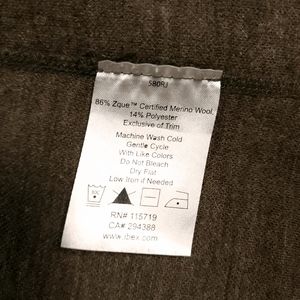 580RJ
86% Zque™ Certified Merino Wool,
14% Polyester
Exclusive of Trim
Machine Wash Cold
Gentle Cycle
With Like Colors
Do Not Bleach
Dry Flat
Low Iron if Needed
RN# 115719
CA# 294388
www.ibex.com